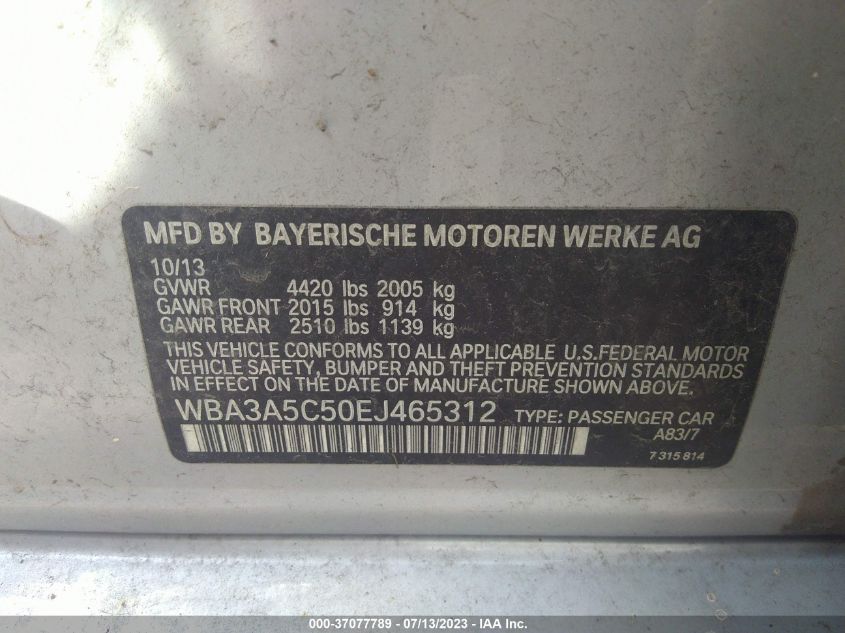 MFD BY BAYERISCHE MOTOREN WERKE AG
10/13
GVWR 4420 lbs 2005 kg
GAWR FRONT 2015 lbs 914 kg
GAWR REAR 2510 lbs 1139 kg
THIS VEHICLE CONFORMS TO ALL APPLICABLE U.S.FEDERAL MOTOR
VEHICLE SAFETY, BUMPER AND THEFT PREVENTION STANDARDS
IN EFFECT ON THE DATE OF MANUFACTURE SHOWN ABOVE.
WBA3A5C50EJ465312 TYPE: PASSENGER CAR
A83/7
7 315 814
000-37077789 - 07/13/2023 - IAA Inc.